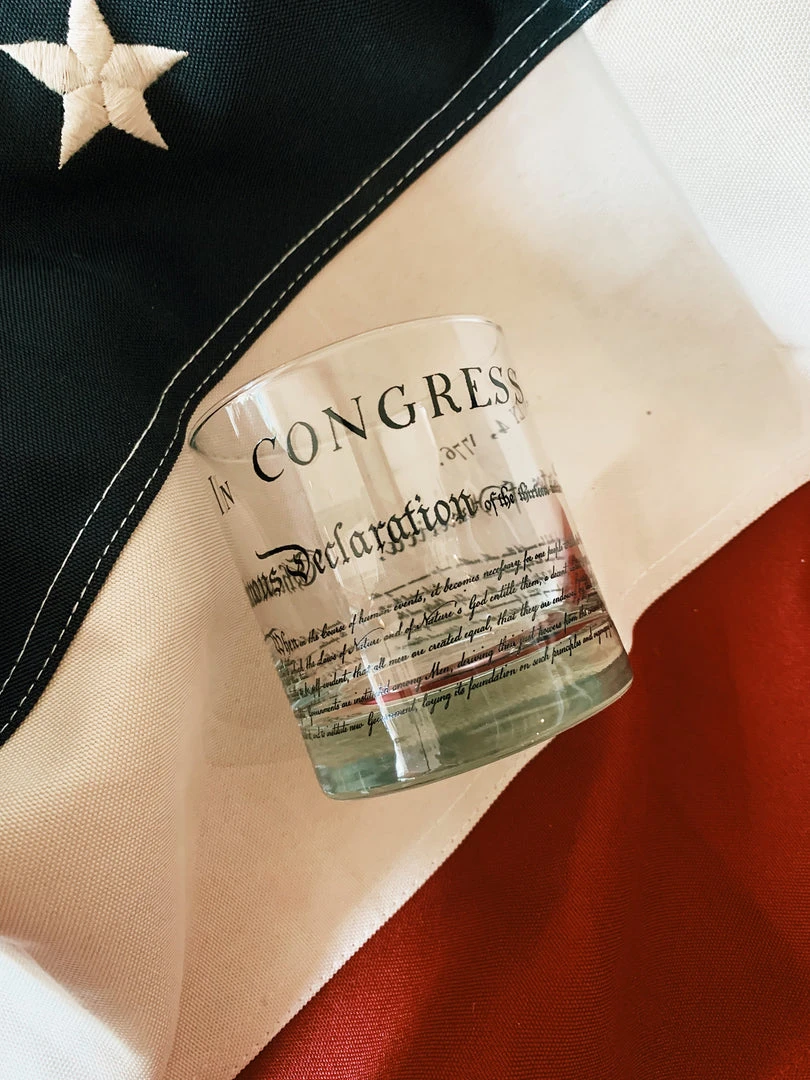 In CONGRESS
4, 1776.
mous Declaration of the thirteen
When in the Course of human events, it becomes necessary for one people
the Laws of Nature and of Nature's God entitle them, a decent
self-evident, that all men are created equal, that they are endowed
Governments are instituted among Men, deriving their just powers from the
and to institute new Government, laying its foundation on such principles and